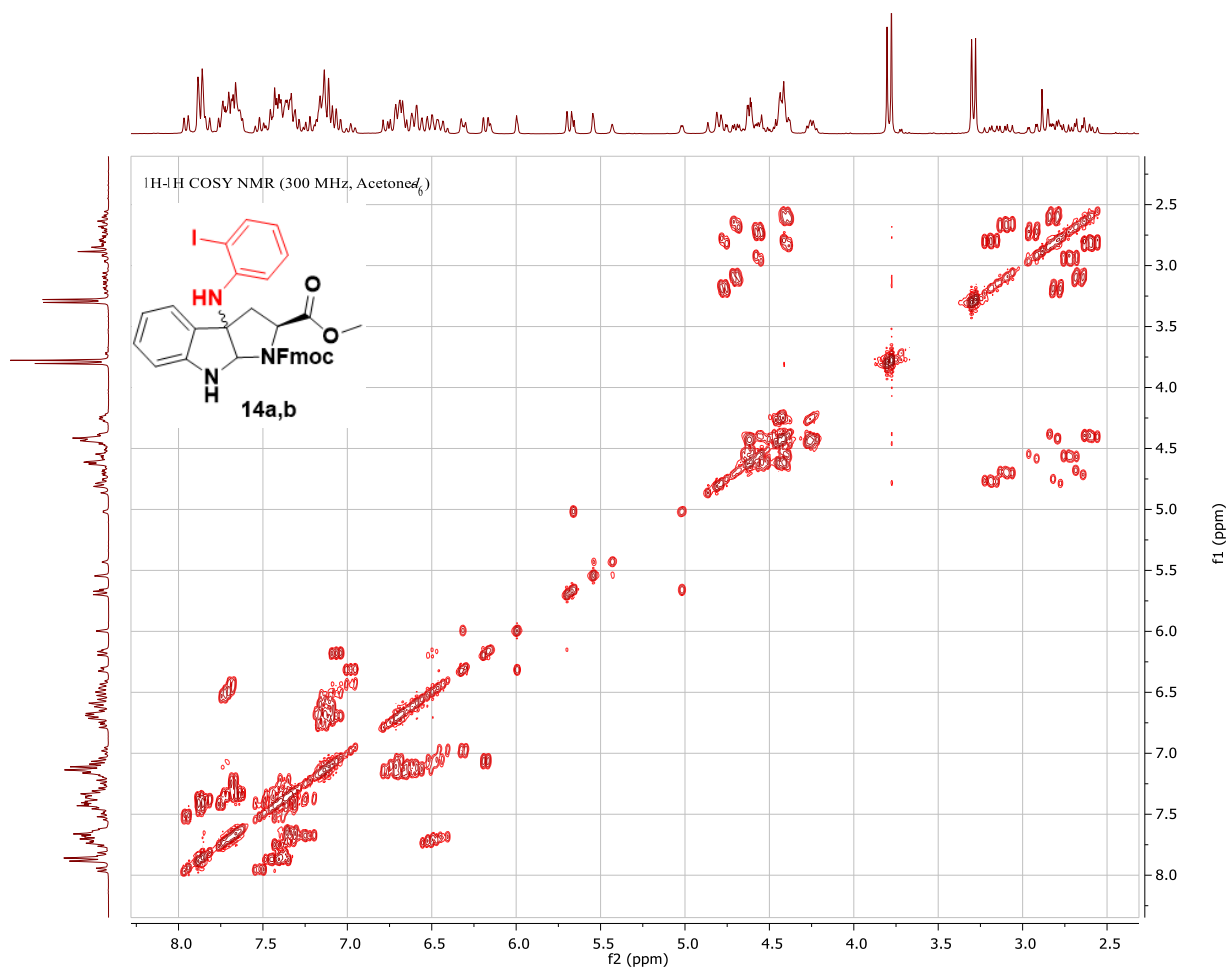 1H-1H COSY NMR (300 MHz, Acetone-d6)
I
HN
O
O
NFmoc
N
H
14a,b
2.5
3.0
3.5
4.0
4.5
5.0
5.5
6.0
6.5
7.0
7.5
8.0
f1 (ppm)
8.0 7.5 7.0 6.5 6.0 5.5 5.0 4.5 4.0 3.5 3.0 2.5
f2 (ppm)